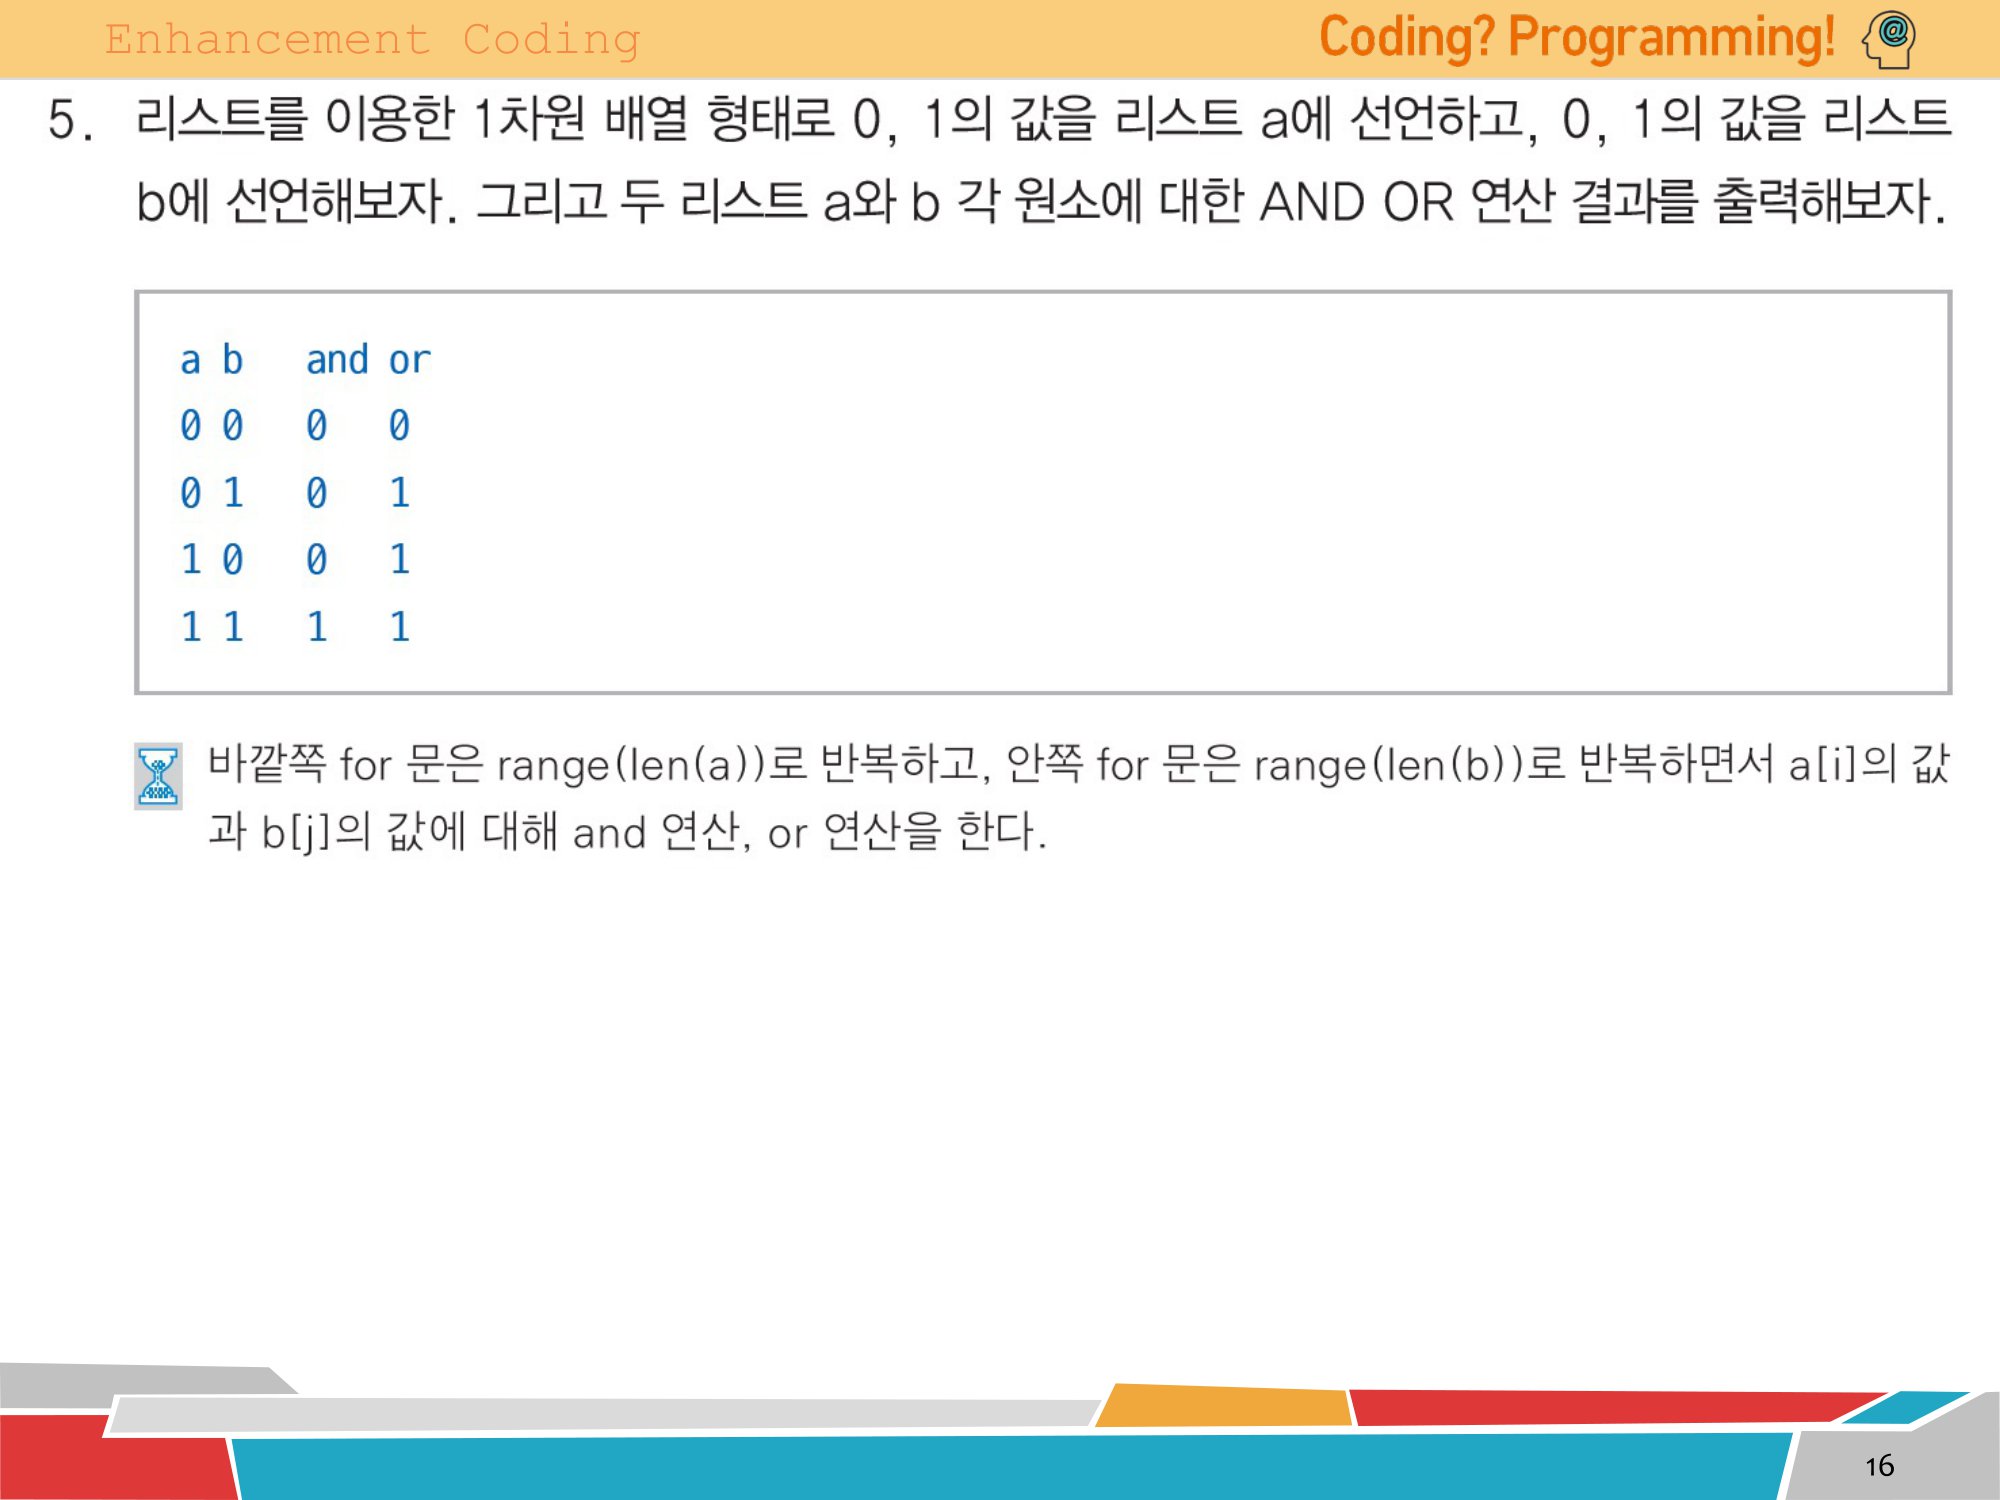 Enhancement Coding
Coding? Programming!
@
5. 리스트를 이용한 1차원 배열 형태로 0, 1의 값을 리스트 a에 선언하고, 0, 1의 값을 리스트
b에 선언해보자. 그리고 두 리스트 a와 b 각 원소에 대한 AND OR 연산 결과를 출력해보자.
a b and or
0 0 0 0
0 1 0 1
1 0 0 1
1 1 1 1
바깥쪽 for 문은 range(len(a))로 반복하고, 안쪽 for 문은 range(len(b))로 반복하면서 a[i]의 값
과 b[j]의 값에 대해 and 연산, or 연산을 한다.
16